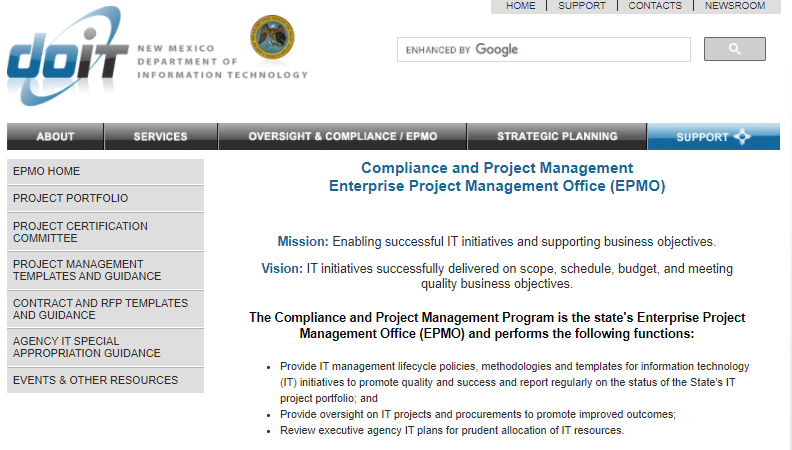 HOME SUPPORT CONTACTS NEWSROOM
doIT
NEW MEXICO
DEPARTMENT OF
INFORMATION TECHNOLOGY
ENHANCED BY Google
ABOUT SERVICES OVERSIGHT & COMPLIANCE / EPMO STRATEGIC PLANNING SUPPORT
EPMO HOME
PROJECT PORTFOLIO
PROJECT CERTIFICATION
COMMITTEE
PROJECT MANAGEMENT
TEMPLATES AND GUIDANCE
CONTRACT AND RFP TEMPLATES
AND GUIDANCE
AGENCY IT SPECIAL
APPROPRIATION GUIDANCE
EVENTS & OTHER RESOURCES
Compliance and Project Management
Enterprise Project Management Office (EPMO)
Mission: Enabling successful IT initiatives and supporting business objectives.
Vision: IT initiatives successfully delivered on scope, schedule, budget, and meeting
quality business objectives.
The Compliance and Project Management Program is the state's Enterprise Project
Management Office (EPMO) and performs the following functions:
• Provide IT management lifecycle policies, methodologies and templates for information technology
(IT) initiatives to promote quality and success and report regularly on the status of the State's IT
project portfolio; and
• Provide oversight on IT projects and procurements to promote improved outcomes;
• Review executive agency IT plans for prudent allocation of IT resources.